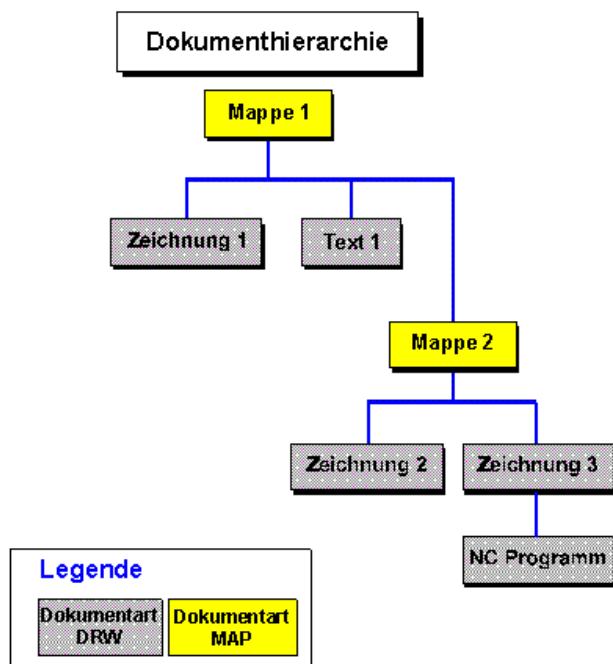 Dokumenthierarchie
Mappe 1
Zeichnung 1
Text 1
Mappe 2
Zeichnung 2
Zeichnung 3
NC Programm
Legende
Dokumentart
DRW
Dokumentart
MAP